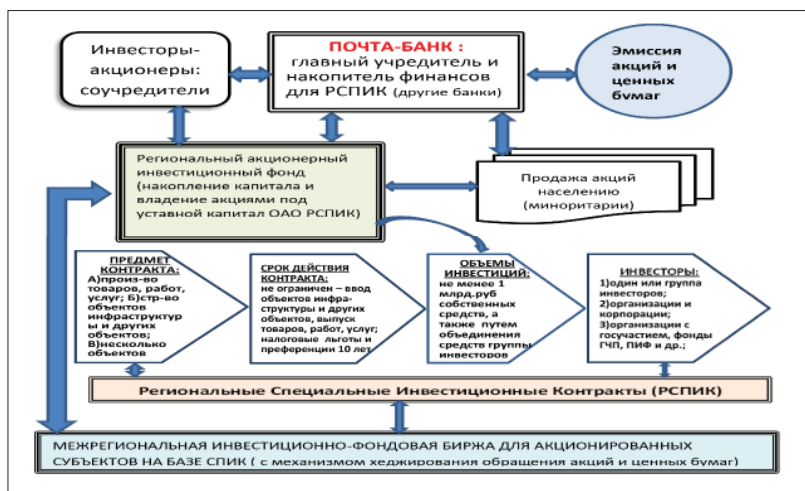 Инвесторы-
акционеры:
соучредители
ПОЧТА-БАНК :
главный учредитель и
накопитель финансов
для РСПИК (другие банки)
Эмиссия
акций и
ценных
бумаг
Региональный акционерный
инвестиционный фонд
(накопление капитала и
владение акциями под
уставной капитал ОАО РСПИК)
Продажа акций
населению
(миноритарии)
ПРЕДМЕТ
КОНТРАКТА:
А)произ-во
товаров, работ,
услуг; Б)стр-во
объектов
инфраструктур
ы и других
объектов;
В)несколько
объектов
СРОК ДЕЙСТВИЯ
КОНТРАКТА:
не ограничен – ввод
объектов инфра-
структуры и других
объектов, выпуск
товаров, работ, услуг;
налоговые льготы и
преференции 10 лет
ОБЪЕМЫ
ИНВЕСТИЦИЙ:
не менее 1
млрд.руб
собственных
средств, а
также путем
объединения
средств группы
инвесторов
ИНВЕСТОРЫ:
1)один или группа
инвесторов;
2)организации и
корпорации;
3)организации с
госучастием, фонды
ГЧП, ПИФ и др.;
Региональные Специальные Инвестиционные Контракты (РСПИК)
МЕЖРЕГИОНАЛЬНАЯ ИНВЕСТИЦИОННО-ФОНДОВАЯ БИРЖА ДЛЯ АКЦИОНИРОВАННЫХ
СУБЪЕКТОВ НА БАЗЕ СПИК ( с механизмом хеджирования обращения акций и ценных бумаг)